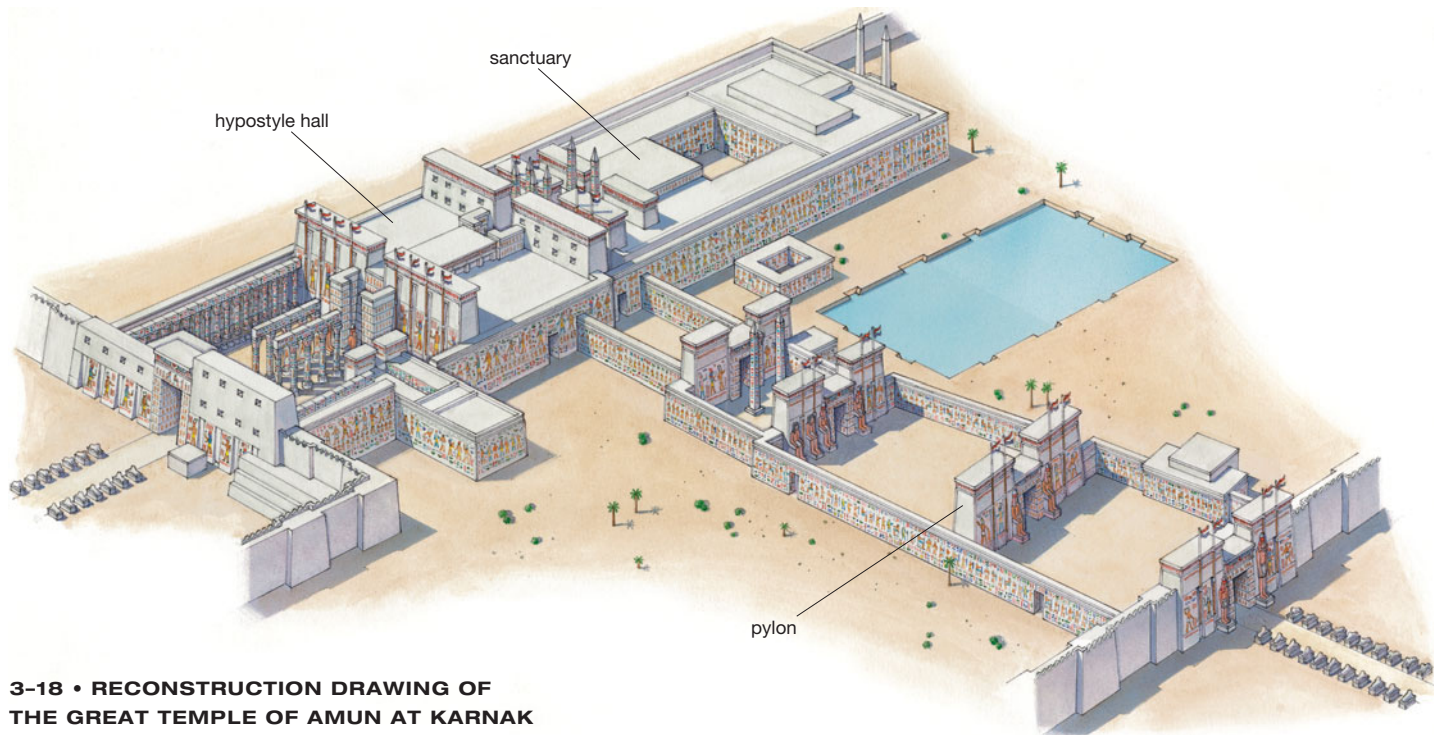 sanctuary
hypostyle hall
pylon
3–18 • RECONSTRUCTION DRAWING OF
THE GREAT TEMPLE OF AMUN AT KARNAK